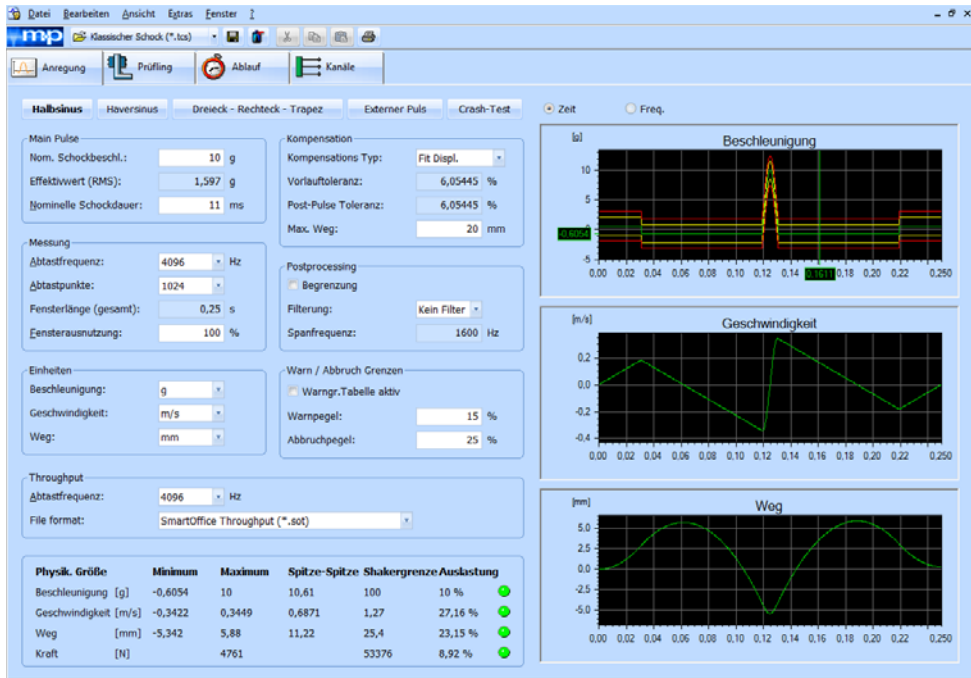 Datei Bearbeiten Ansicht Extras Fenster ?
mp Klassischer Schock (*.tcs)
Anregung Prüfling Ablauf Kanäle
Halbsinus Haversinus Dreieck - Rechteck - Trapez Externer Puls Crash-Test
Main Pulse
Nom. Schockbeschl.: 10 g
Effektivwert (RMS): 1,597 g
Nominelle Schockdauer: 11 ms
Kompensation
Kompensations Typ: Fit Displ.
Vorlauftoleranz: 6,05445 %
Post-Pulse Toleranz: 6,05445 %
Max. Weg: 20 mm
Messung
Abtastfrequenz: 4096 Hz
Abtastpunkte: 1024
Fensterlänge (gesamt): 0,25 s
Fensterausnutzung: 100 %
Postprocessing
Begrenzung
Filterung: Kein Filter
Spanfrequenz: 1600 Hz
Einheiten
Beschleunigung: g
Geschwindigkeit: m/s
Weg: mm
Warn / Abbruch Grenzen
Warngr.Tabelle aktiv
Warnpegel: 15 %
Abbruchpegel: 25 %
Throughput
Abtastfrequenz: 4096 Hz
File format: SmartOffice Throughput (*.sot)
Physik. Größe Minimum Maximum Spitze-Spitze Shakergrenze Auslastung
Beschleunigung [g] -0,6054 10 10,61 100 10 %
Geschwindigkeit [m/s] -0,3422 0,3449 0,6871 1,27 27,16 %
Weg [mm] -5,342 5,88 11,22 25,4 23,15 %
Kraft [N] 4761 53376 8,92 %
Zeit Freq.
[g] Beschleunigung
10
5
-0.6054
-5
0,00 0,02 0,04 0,06 0,08 0,10 0,12 0,14 0.1611 0,18 0,20 0,22 0,250
[m/s] Geschwindigkeit
0,2
0,0
-0,2
-0,4
0,00 0,02 0,04 0,06 0,08 0,10 0,12 0,14 0,16 0,18 0,20 0,22 0,250
[mm] Weg
5.0
2.5
0.0
-2.5
-5.0
0,00 0,02 0,04 0,06 0,08 0,10 0,12 0,14 0,16 0,18 0,20 0,22 0,250